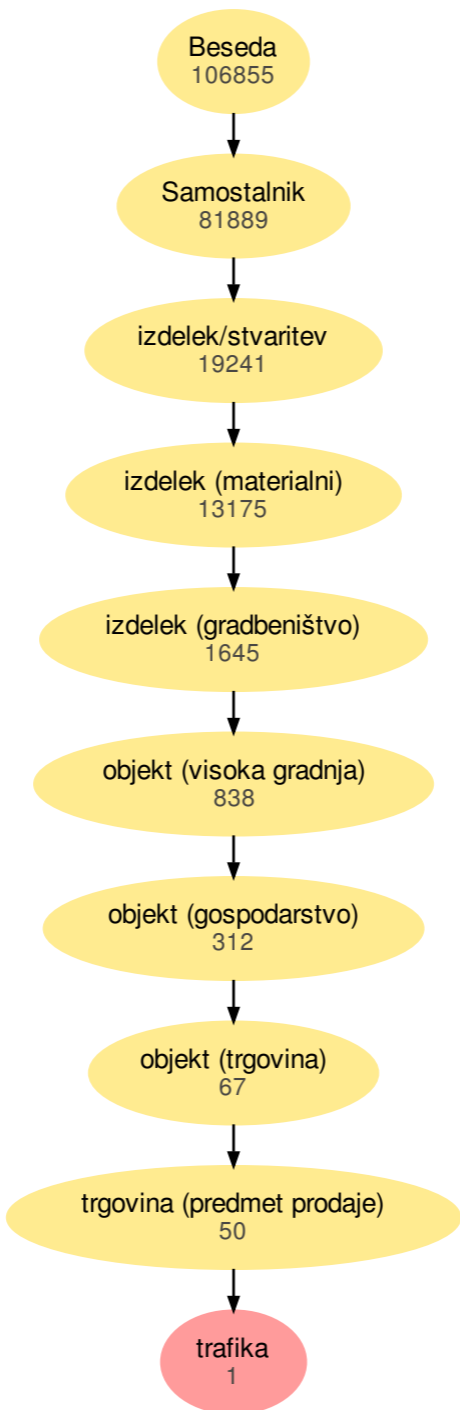 Beseda
106855
Samostalnik
81889
izdelek/stvaritev
19241
izdelek (materialni)
13175
izdelek (gradbeništvo)
1645
objekt (visoka gradnja)
838
objekt (gospodarstvo)
312
objekt (trgovina)
67
trgovina (predmet prodaje)
50
trafika
1